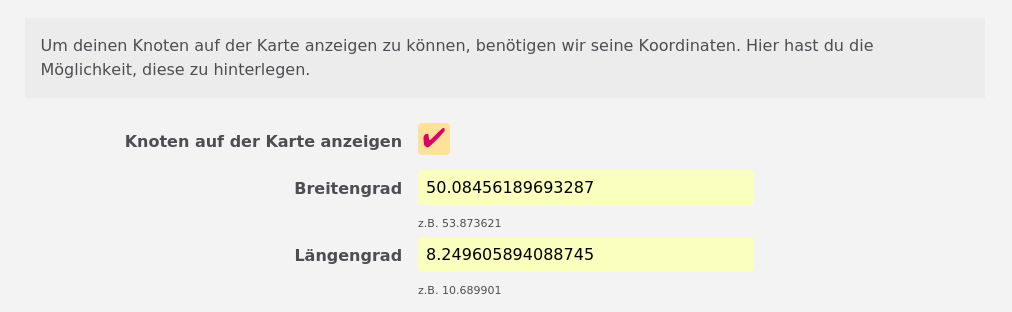 Um deinen Knoten auf der Karte anzeigen zu können, benötigen wir seine Koordinaten. Hier hast du die
Möglichkeit, diese zu hinterlegen.
Knoten auf der Karte anzeigen ✔
Breitengrad 50.08456189693287
z.B. 53.873621
Längengrad 8.249605894088745
z.B. 10.689901